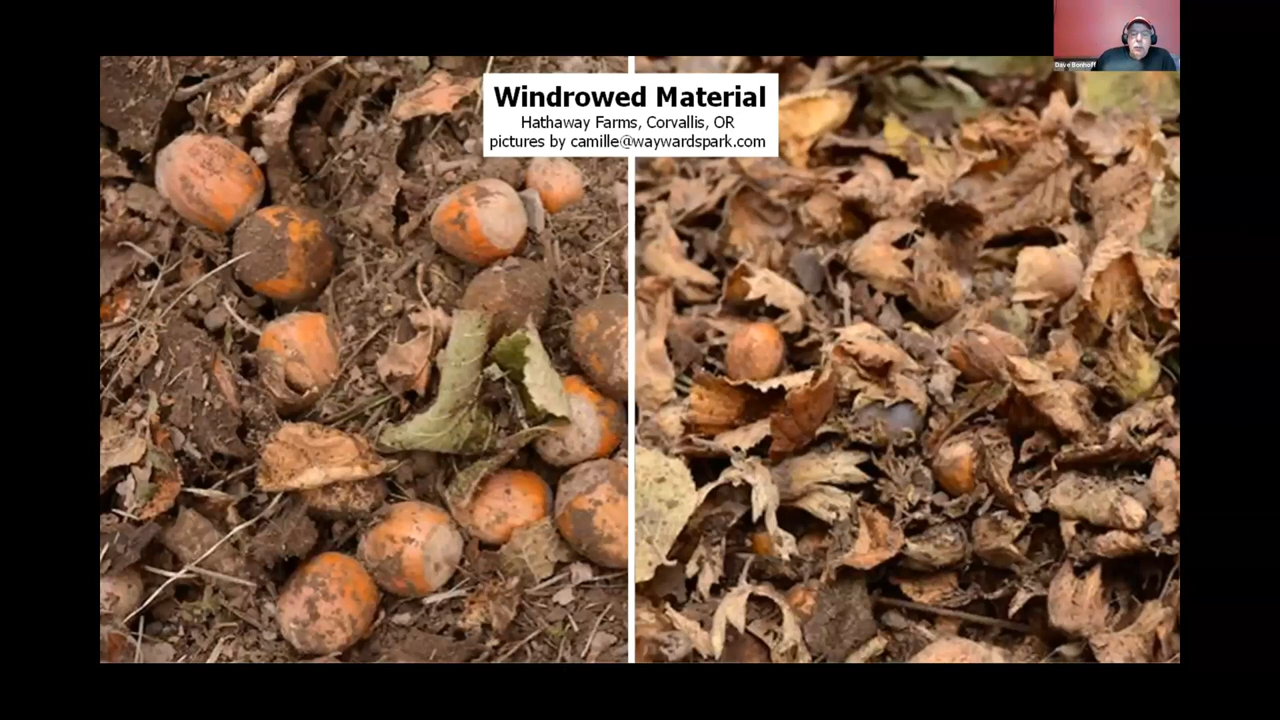 Windrowed Material
Hathaway Farms, Corvallis, OR
pictures by camille@waywardspark.com
Dave Bonhoff